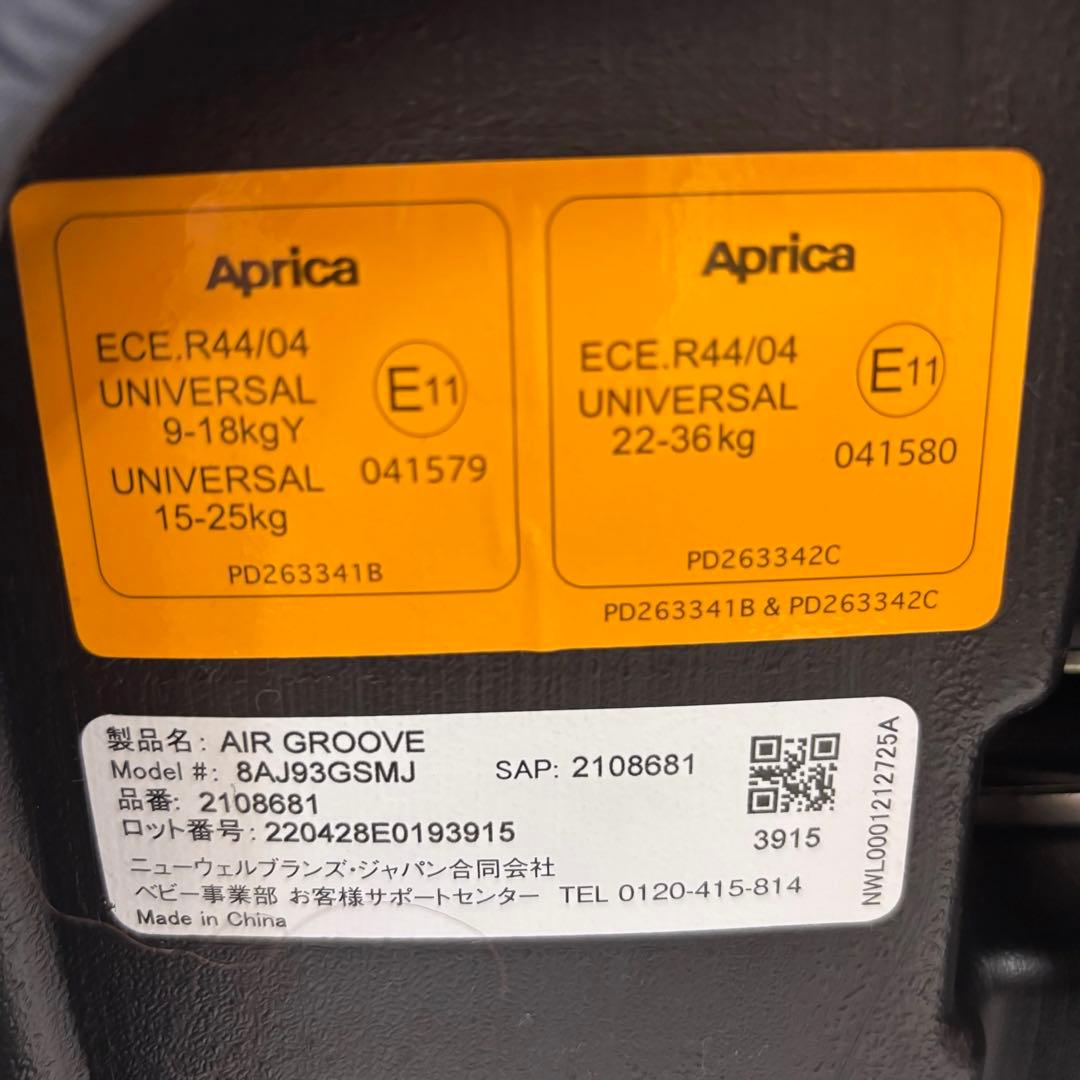 Aprica
ECE.R44/04
UNIVERSAL
9-18kgY
UNIVERSAL
15-25kg
E11
041579
PD263341B
Aprica
ECE.R44/04
UNIVERSAL
22-36kg
E11
041580
PD263342C
PD263341B & PD263342C
製品名: AIR GROOVE
Model #: 8AJ93GSMJ SAP: 2108681
品番: 2108681
ロット番号: 220428E0193915
ニューウェルブランズ・ジャパン合同会社
ベビー事業部 お客様サポートセンター TEL 0120-415-814
Made in China
3915
NWL0001212725A